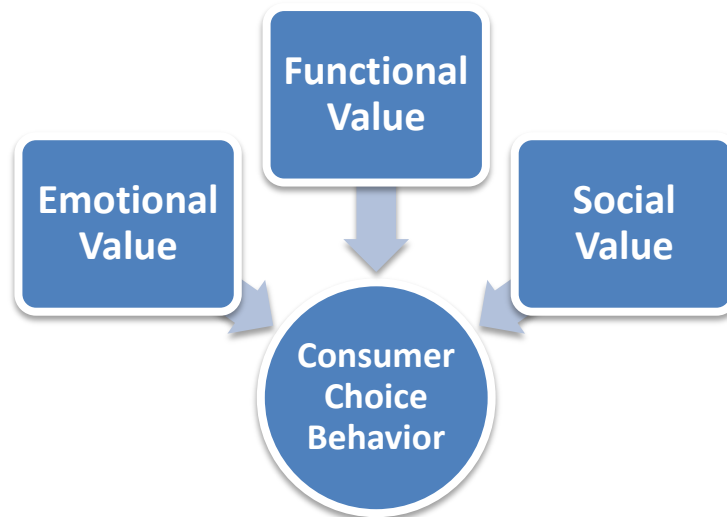 Functional
Value
Emotional
Value
Social
Value
Consumer
Choice
Behavior